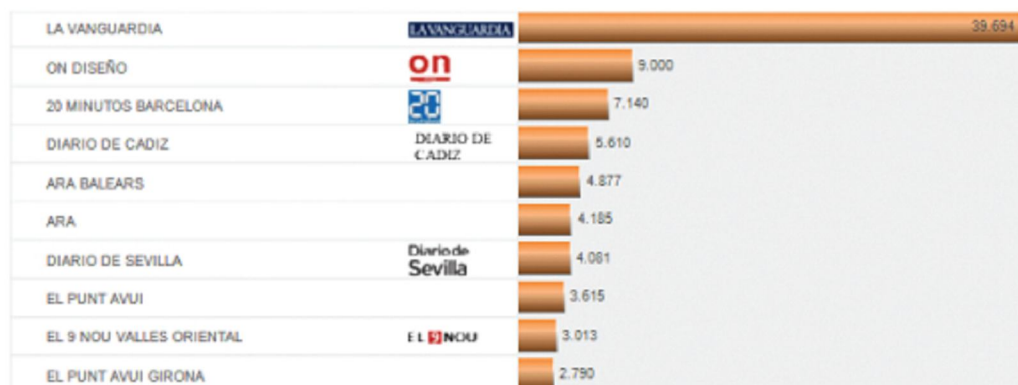 LA VANGUARDIA LA VANGUARDIA 39.694
ON DISEÑO on 9.000
20 MINUTOS BARCELONA 20 7.140
DIARIO DE CADIZ DIARIO DE CADIZ 5.610
ARA BALEARS 4.877
ARA 4.185
DIARIO DE SEVILLA Diario de Sevilla 4.081
EL PUNT AVUI 3.615
EL 9 NOU VALLES ORIENTAL EL 9 NOU 3.013
EL PUNT AVUI GIRONA 2.790